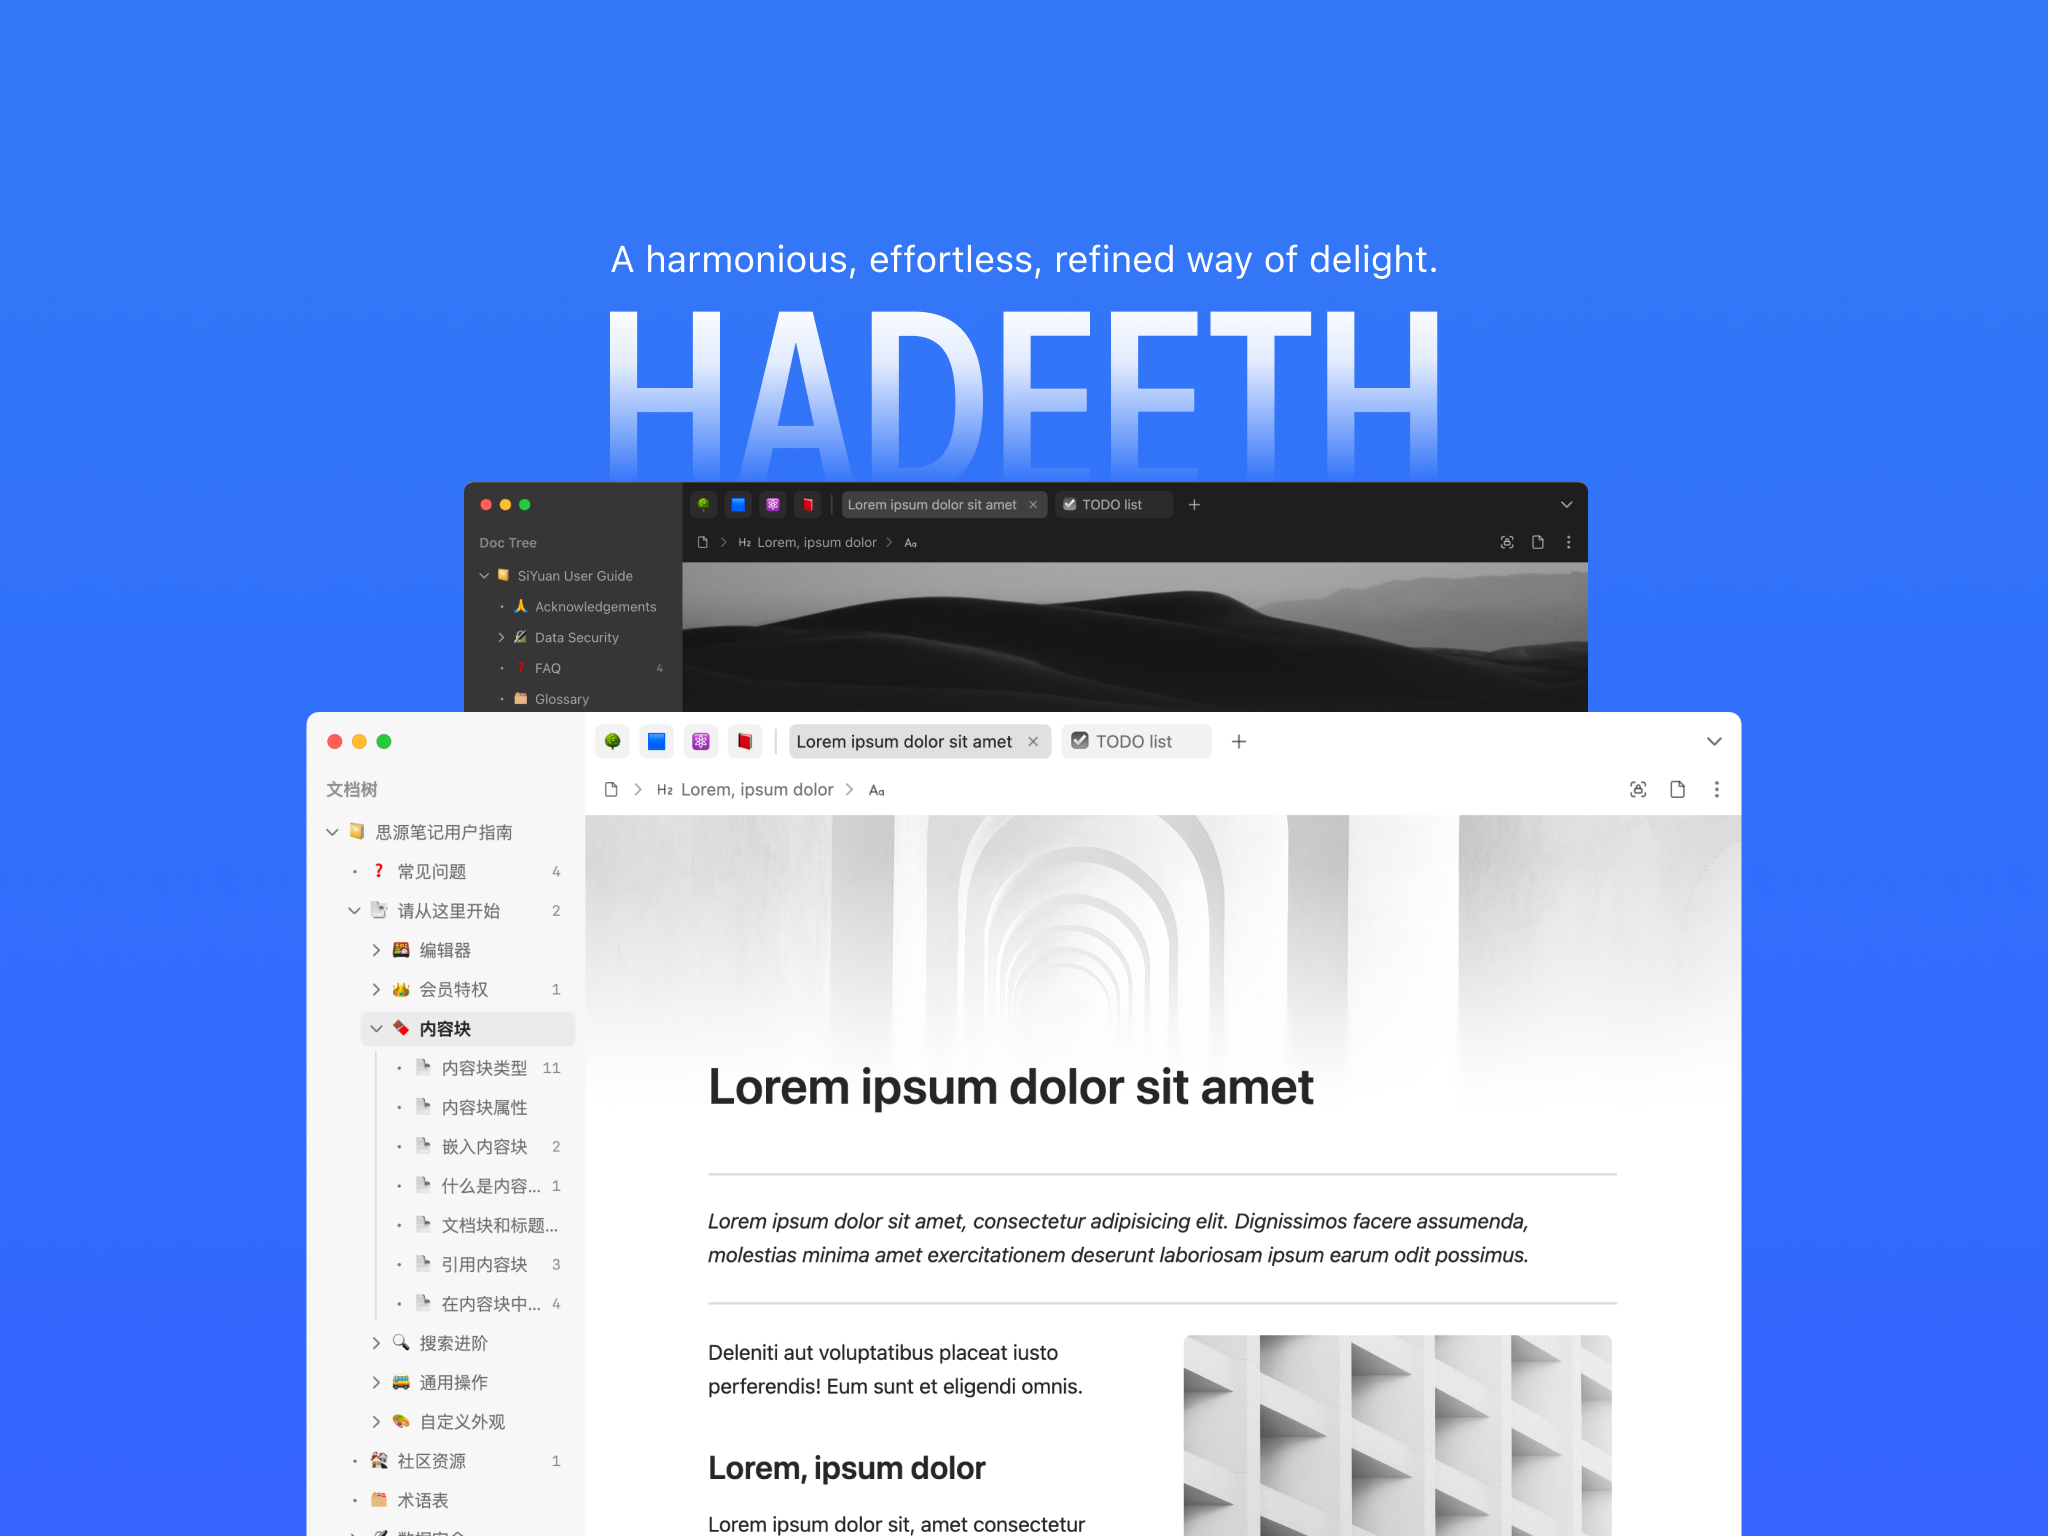 A harmonious, effortless, refined way of delight.
HADEETH
Lorem ipsum dolor sit amet
TODO list
Doc Tree
H2 Lorem, ipsum dolor
Aa
SiYuan User Guide
Acknowledgements
Data Security
FAQ 4
Glossary
Lorem ipsum dolor sit amet
TODO list
文档树
H2 Lorem, ipsum dolor
Aa
思源笔记用户指南
常见问题 4
请从这里开始 2
编辑器
会员特权 1
内容块
内容块类型 11
内容块属性
嵌入内容块 2
什么是内容... 1
文档块和标题...
引用内容块 3
在内容块中... 4
搜索进阶
通用操作
自定义外观
社区资源 1
术语表
Lorem ipsum dolor sit amet
Lorem ipsum dolor sit amet, consectetur adipisicing elit. Dignissimos facere assumenda,
molestias minima amet exercitationem deserunt laboriosam ipsum earum odit possimus.
Deleniti aut voluptatibus placeat iusto
perferendis! Eum sunt et eligendi omnis.
Lorem, ipsum dolor
Lorem ipsum dolor sit, amet consectetur